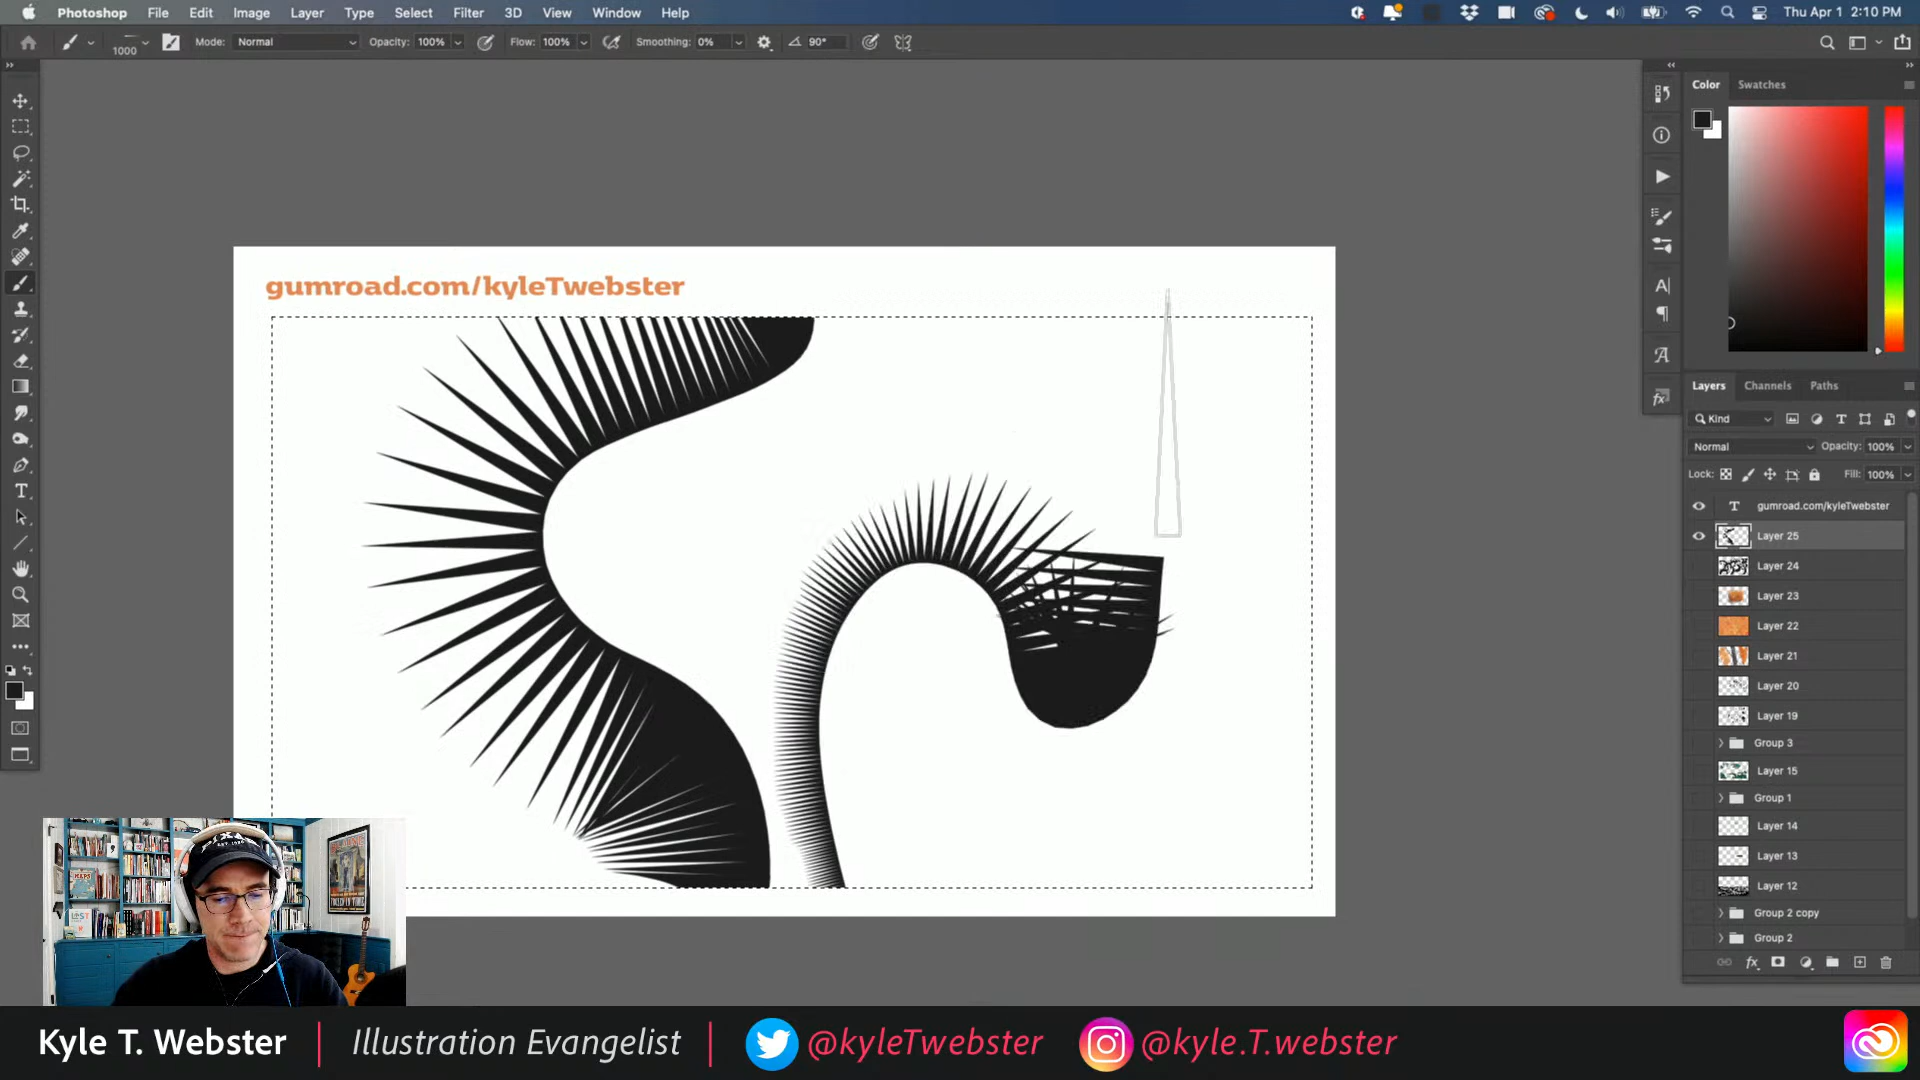 Photoshop File Edit Image Layer Type Select Filter 3D View Window Help Thu Apr 1 2:10 PM
1000 Mode: Normal Opacity: 100% Flow: 100% Smoothing: 0% 90°
Color Swatches
gumroad.com/kyleTwebster
Layers Channels Paths
Kind
Normal Opacity: 100%
Lock: Fill: 100%
gumroad.com/kyleTwebster
Layer 25
Layer 24
Layer 23
Layer 22
Layer 21
Layer 20
Layer 19
Group 3
Layer 15
Group 1
Layer 14
Layer 13
Layer 12
Group 2 copy
Group 2
PIXAR
LOST
Kyle T. Webster | Illustration Evangelist | @kyleTwebster @kyle.T.webster